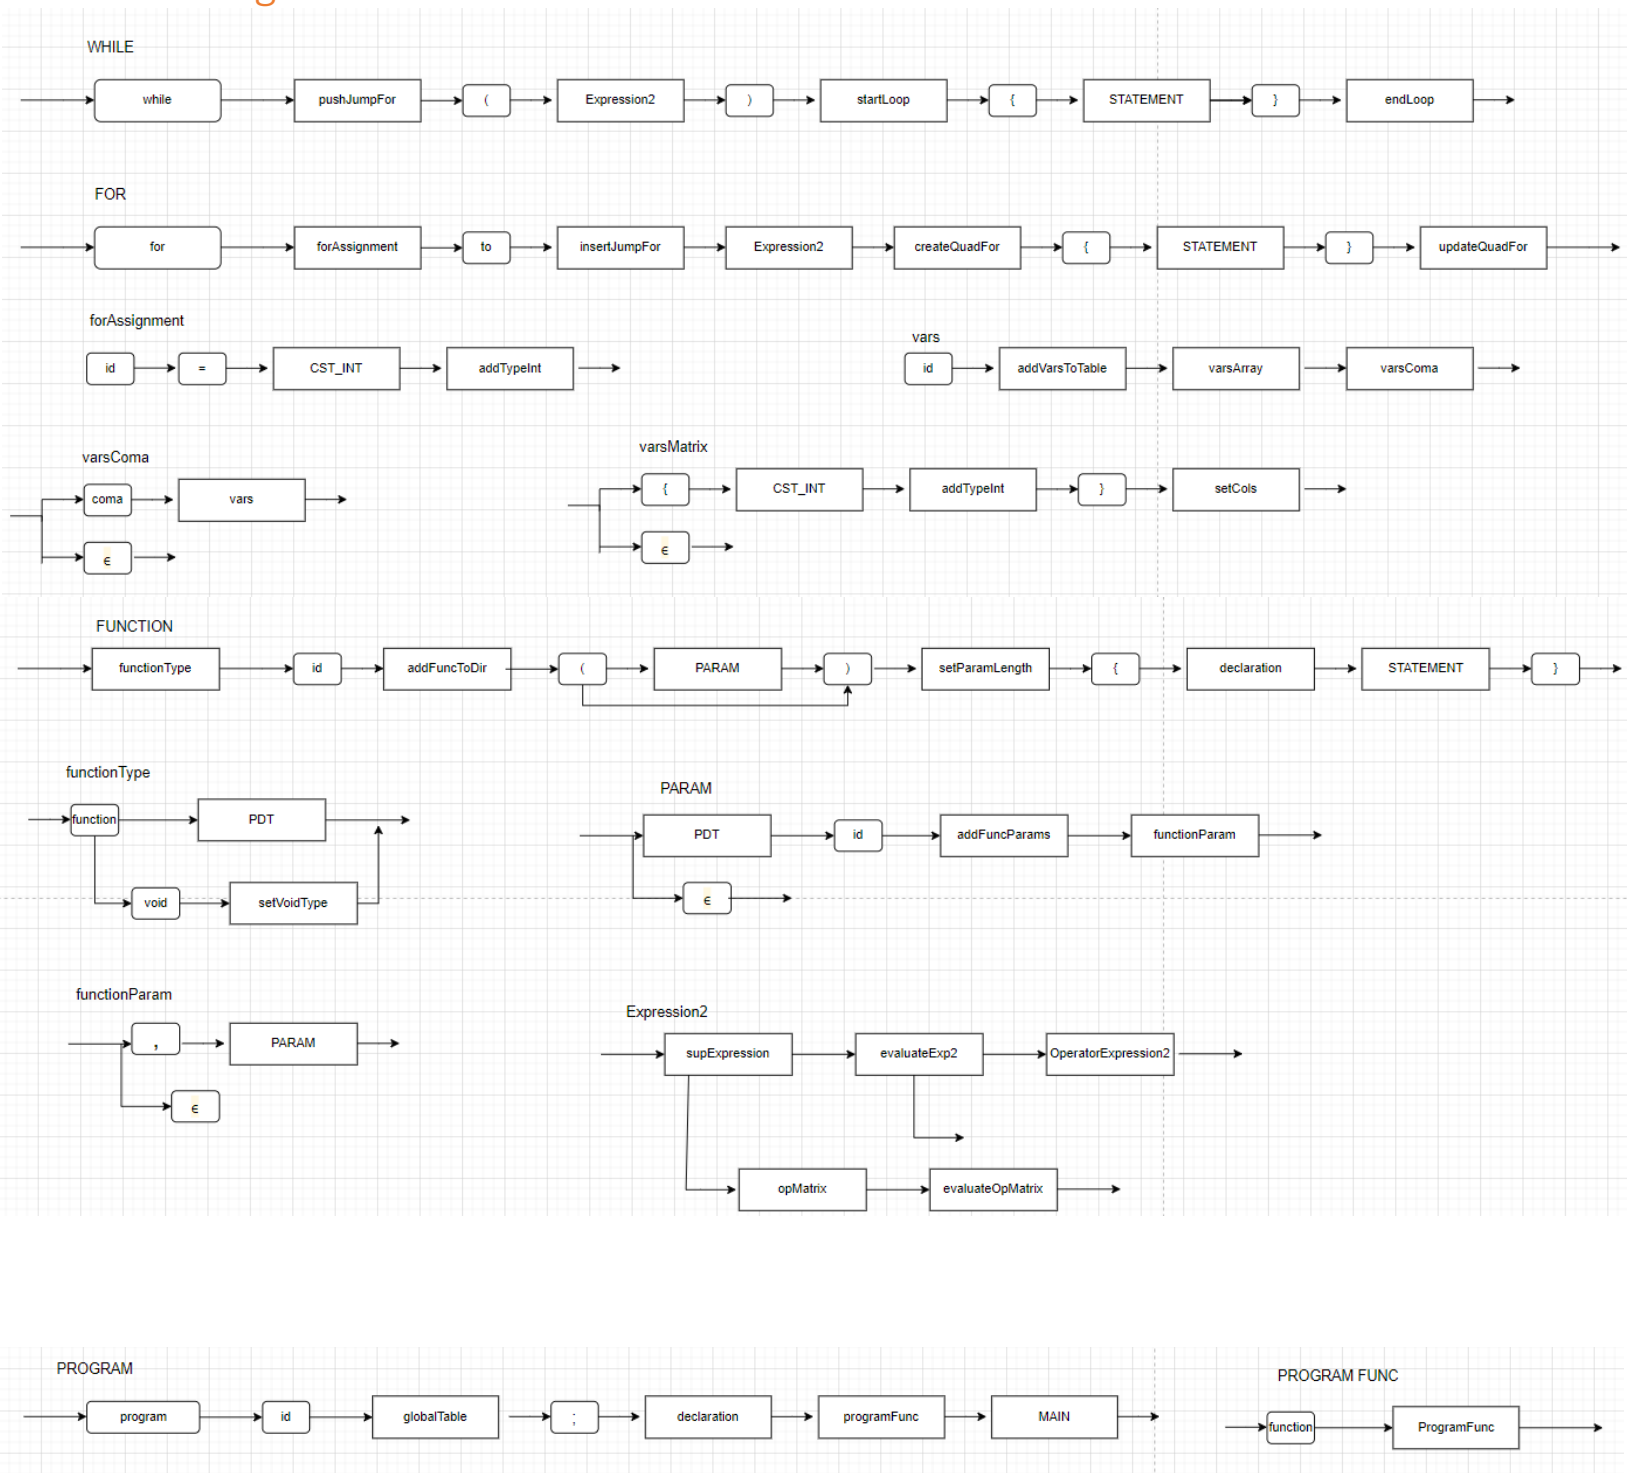 WHILE
while pushJumpFor ( Expression2 ) startLoop { STATEMENT } endLoop
FOR
for forAssignment to insertJumpFor Expression2 createQuadFor { STATEMENT } updateQuadFor
forAssignment
id = CST_INT addTypeInt
vars
id addVarsToTable varsArray varsComa
varsComa
coma vars
ϵ
varsMatrix
{ CST_INT addTypeInt } setCols
ϵ
FUNCTION
functionType id addFuncToDir ( PARAM ) setParamLength { declaration STATEMENT }
functionType
function PDT
void setVoidType
PARAM
PDT id addFuncParams functionParam
ϵ
functionParam
, PARAM
ϵ
Expression2
supExpression evaluateExp2 OperatorExpression2
opMatrix evaluateOpMatrix
PROGRAM
program id globalTable ; declaration programFunc MAIN
PROGRAM FUNC
function ProgramFunc